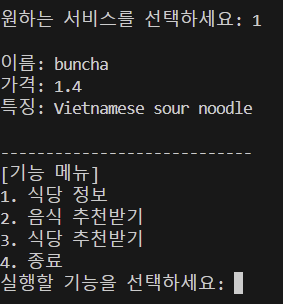 원하는 서비스를 선택하세요: 1
이름: buncha
가격: 1.4
특징: Vietnamese sour noodle
---------------------------
[기능 메뉴]
1. 식당 정보
2. 음식 추천받기
3. 식당 추천받기
4. 종료
실행할 기능을 선택하세요: